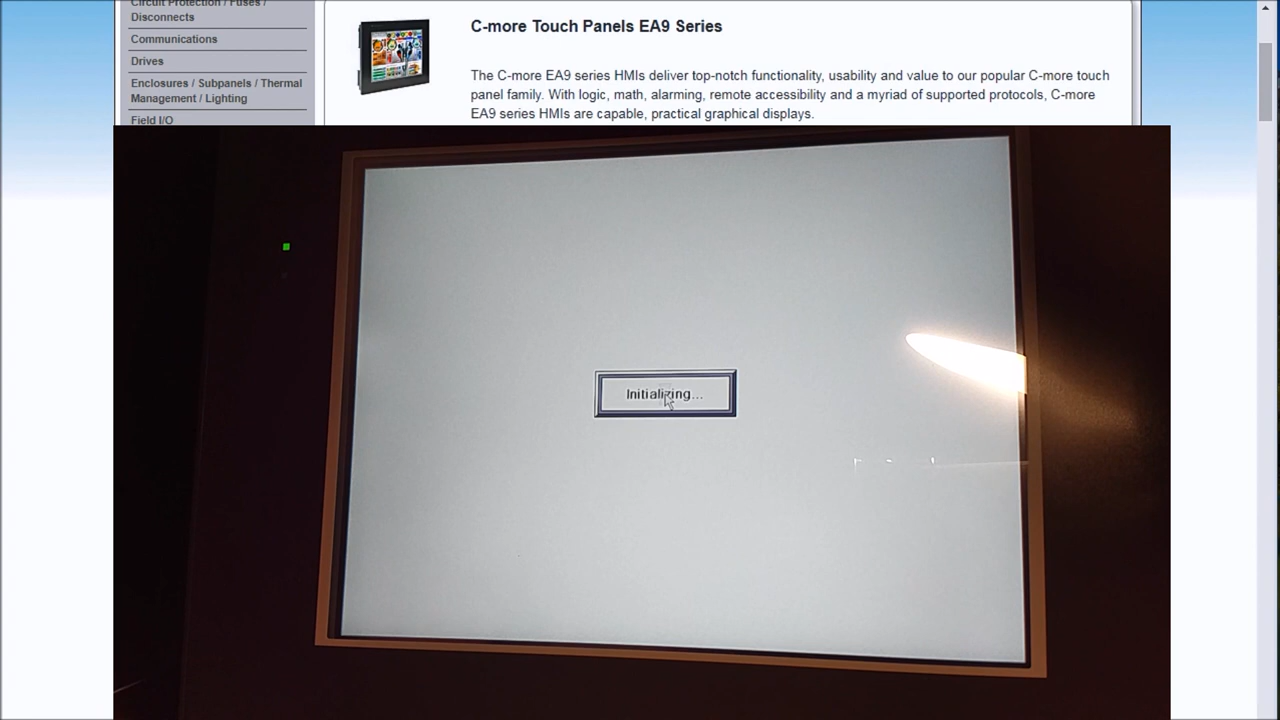 Circuit Protection / Fuses /
Disconnects
Communications
Drives
Enclosures / Subpanels / Thermal
Management / Lighting
Field I/O
C-more Touch Panels EA9 Series
The C-more EA9 series HMIs deliver top-notch functionality, usability and value to our popular C-more touch
panel family. With logic, math, alarming, remote accessibility and a myriad of supported protocols, C-more
EA9 series HMIs are capable, practical graphical displays.
Initializing...